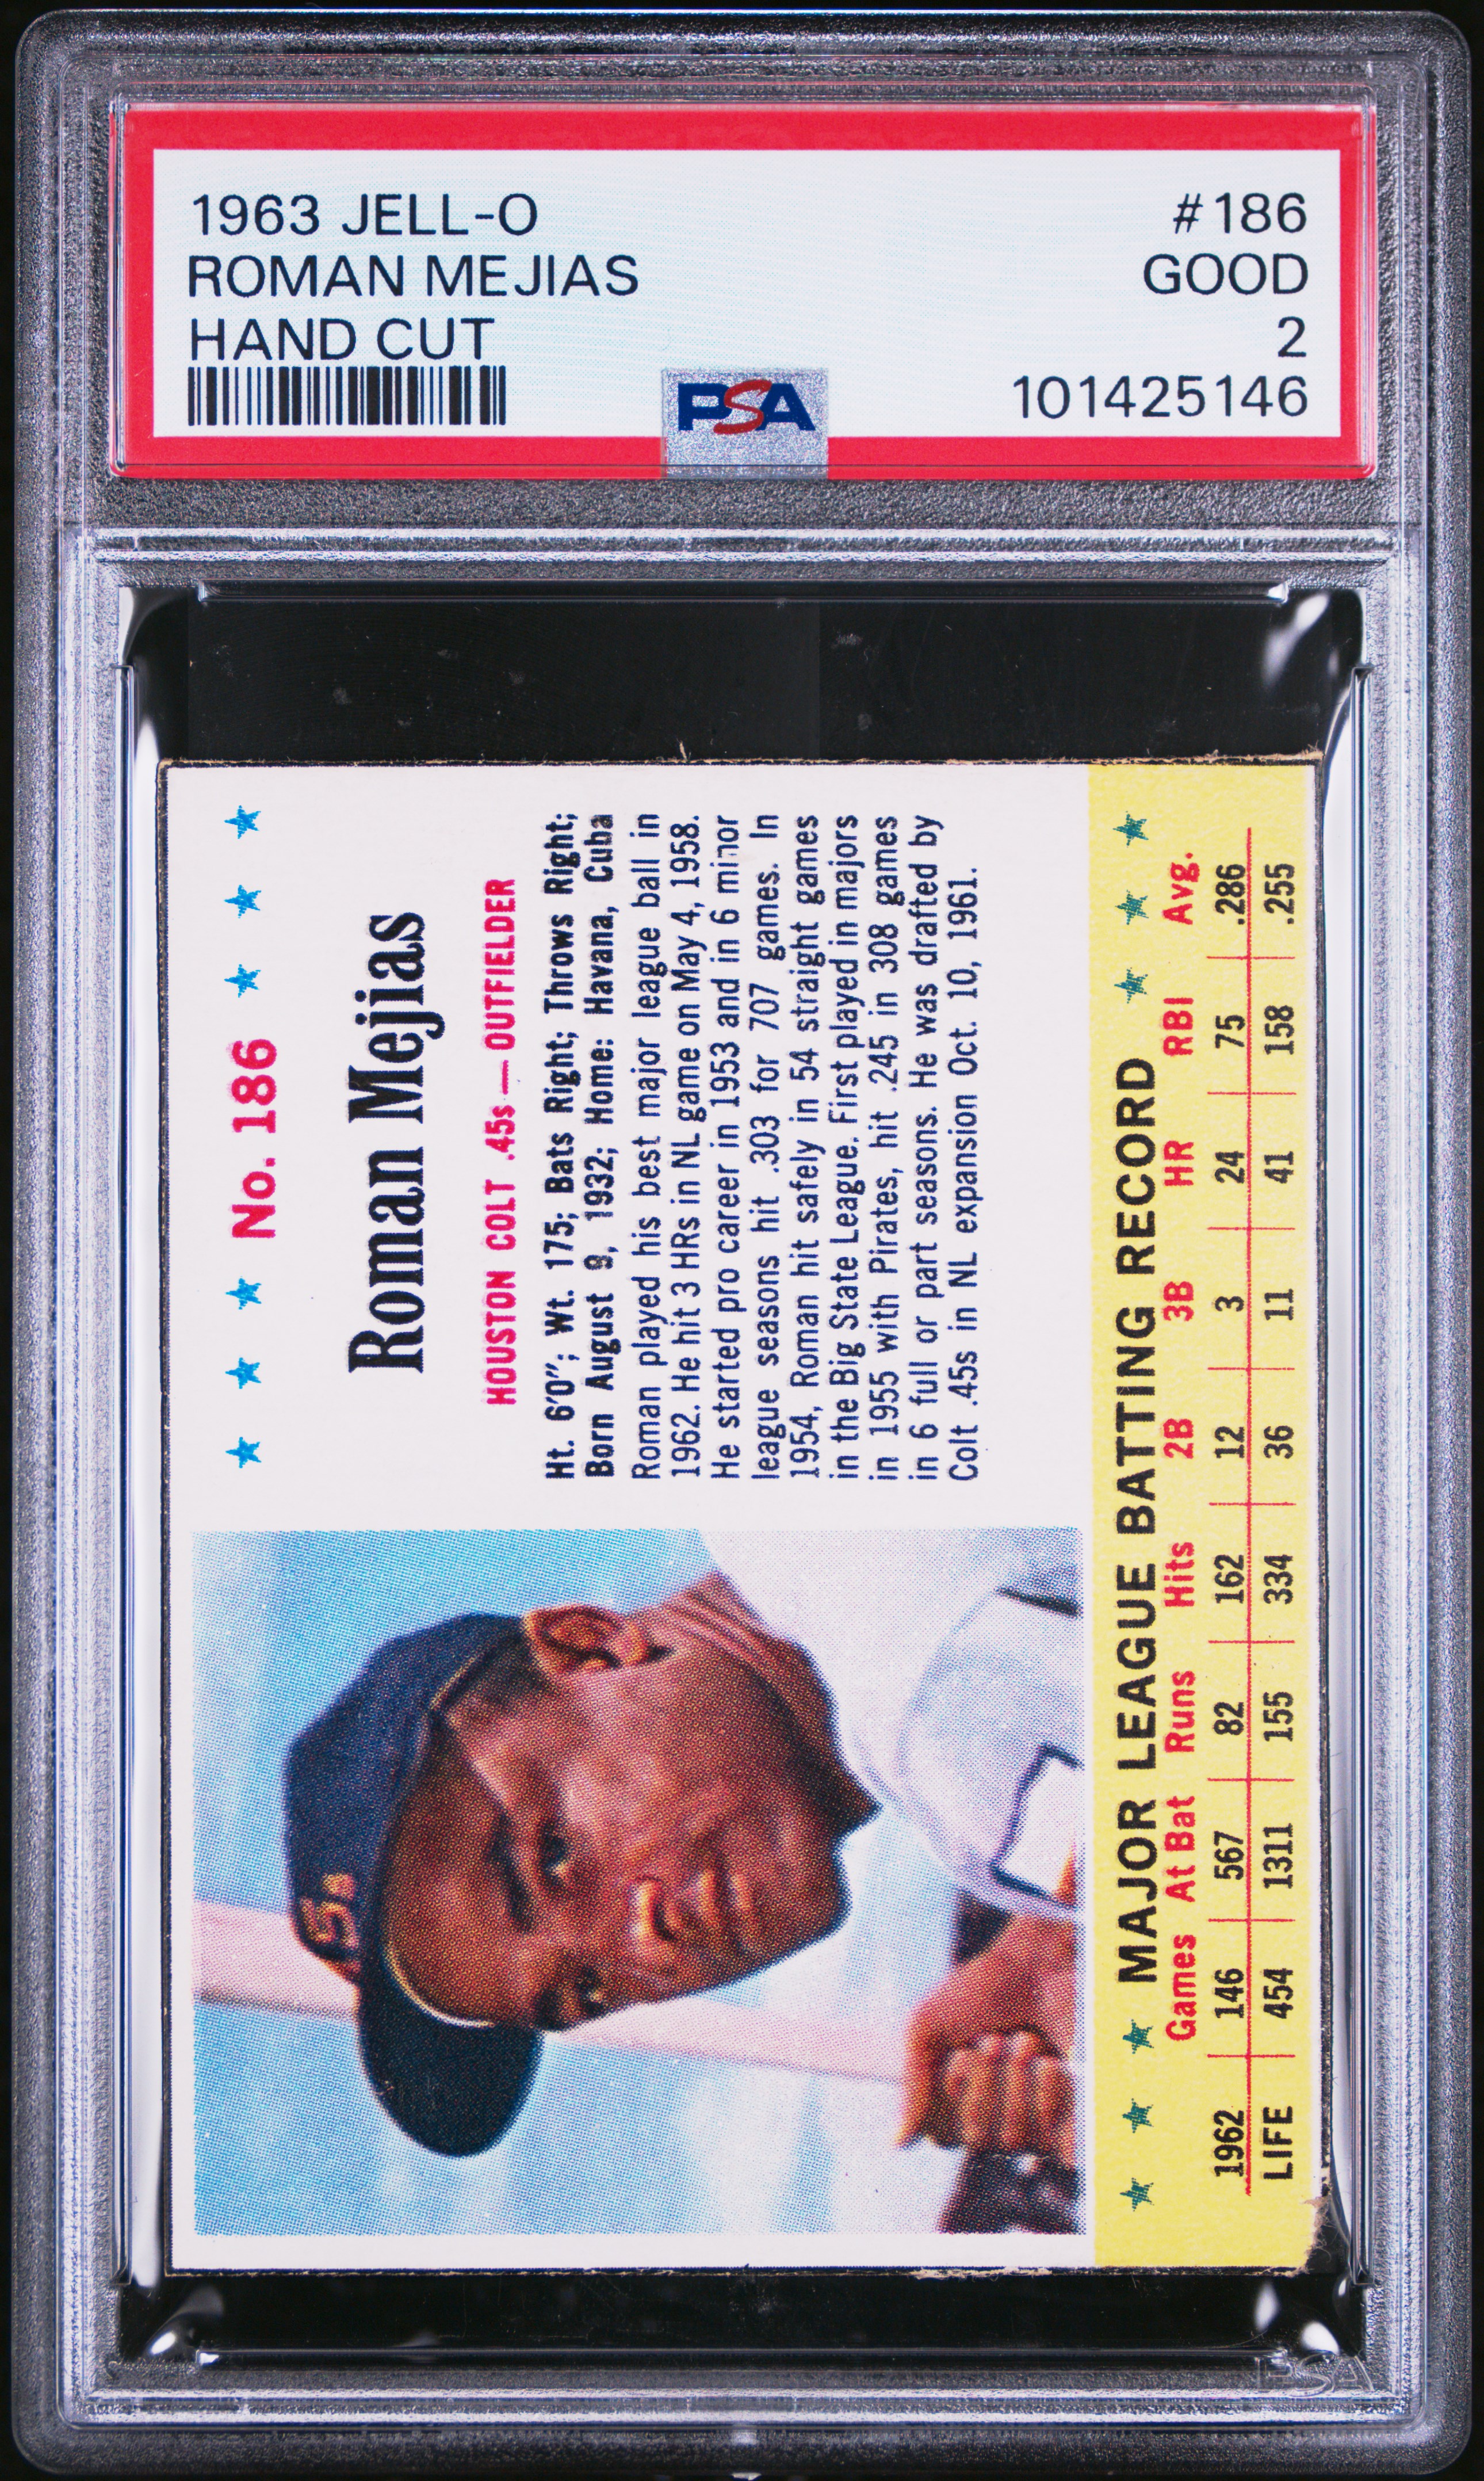 1963 JELL-O #186
ROMAN MEJIAS GOOD
HAND CUT 2
PSA 101425146
No. 186
Roman Mejias
HOUSTON COLT .45s—OUTFIELDER
Ht. 6'0"; Wt. 175; Bats Right; Throws Right;
Born August 9, 1932; Home: Havana, Cuba
Roman played his best major league ball in
1962. He hit 3 HRs in NL game on May 4, 1958.
He started pro career in 1953 and in 6 minor
league seasons hit .303 for 707 games. In
1954, Roman hit safely in 54 straight games
in the Big State League. First played in majors
in 1955 with Pirates, hit .245 in 308 games
in 6 full or part seasons. He was drafted by
Colt .45s in NL expansion Oct. 10, 1961.
MAJOR LEAGUE BATTING RECORD
Games At Bat Runs Hits 2B 3B HR RBI Avg.
1962 146 567 82 162 12 3 24 75 .286
LIFE 454 1311 155 334 36 11 41 158 .255
PSA